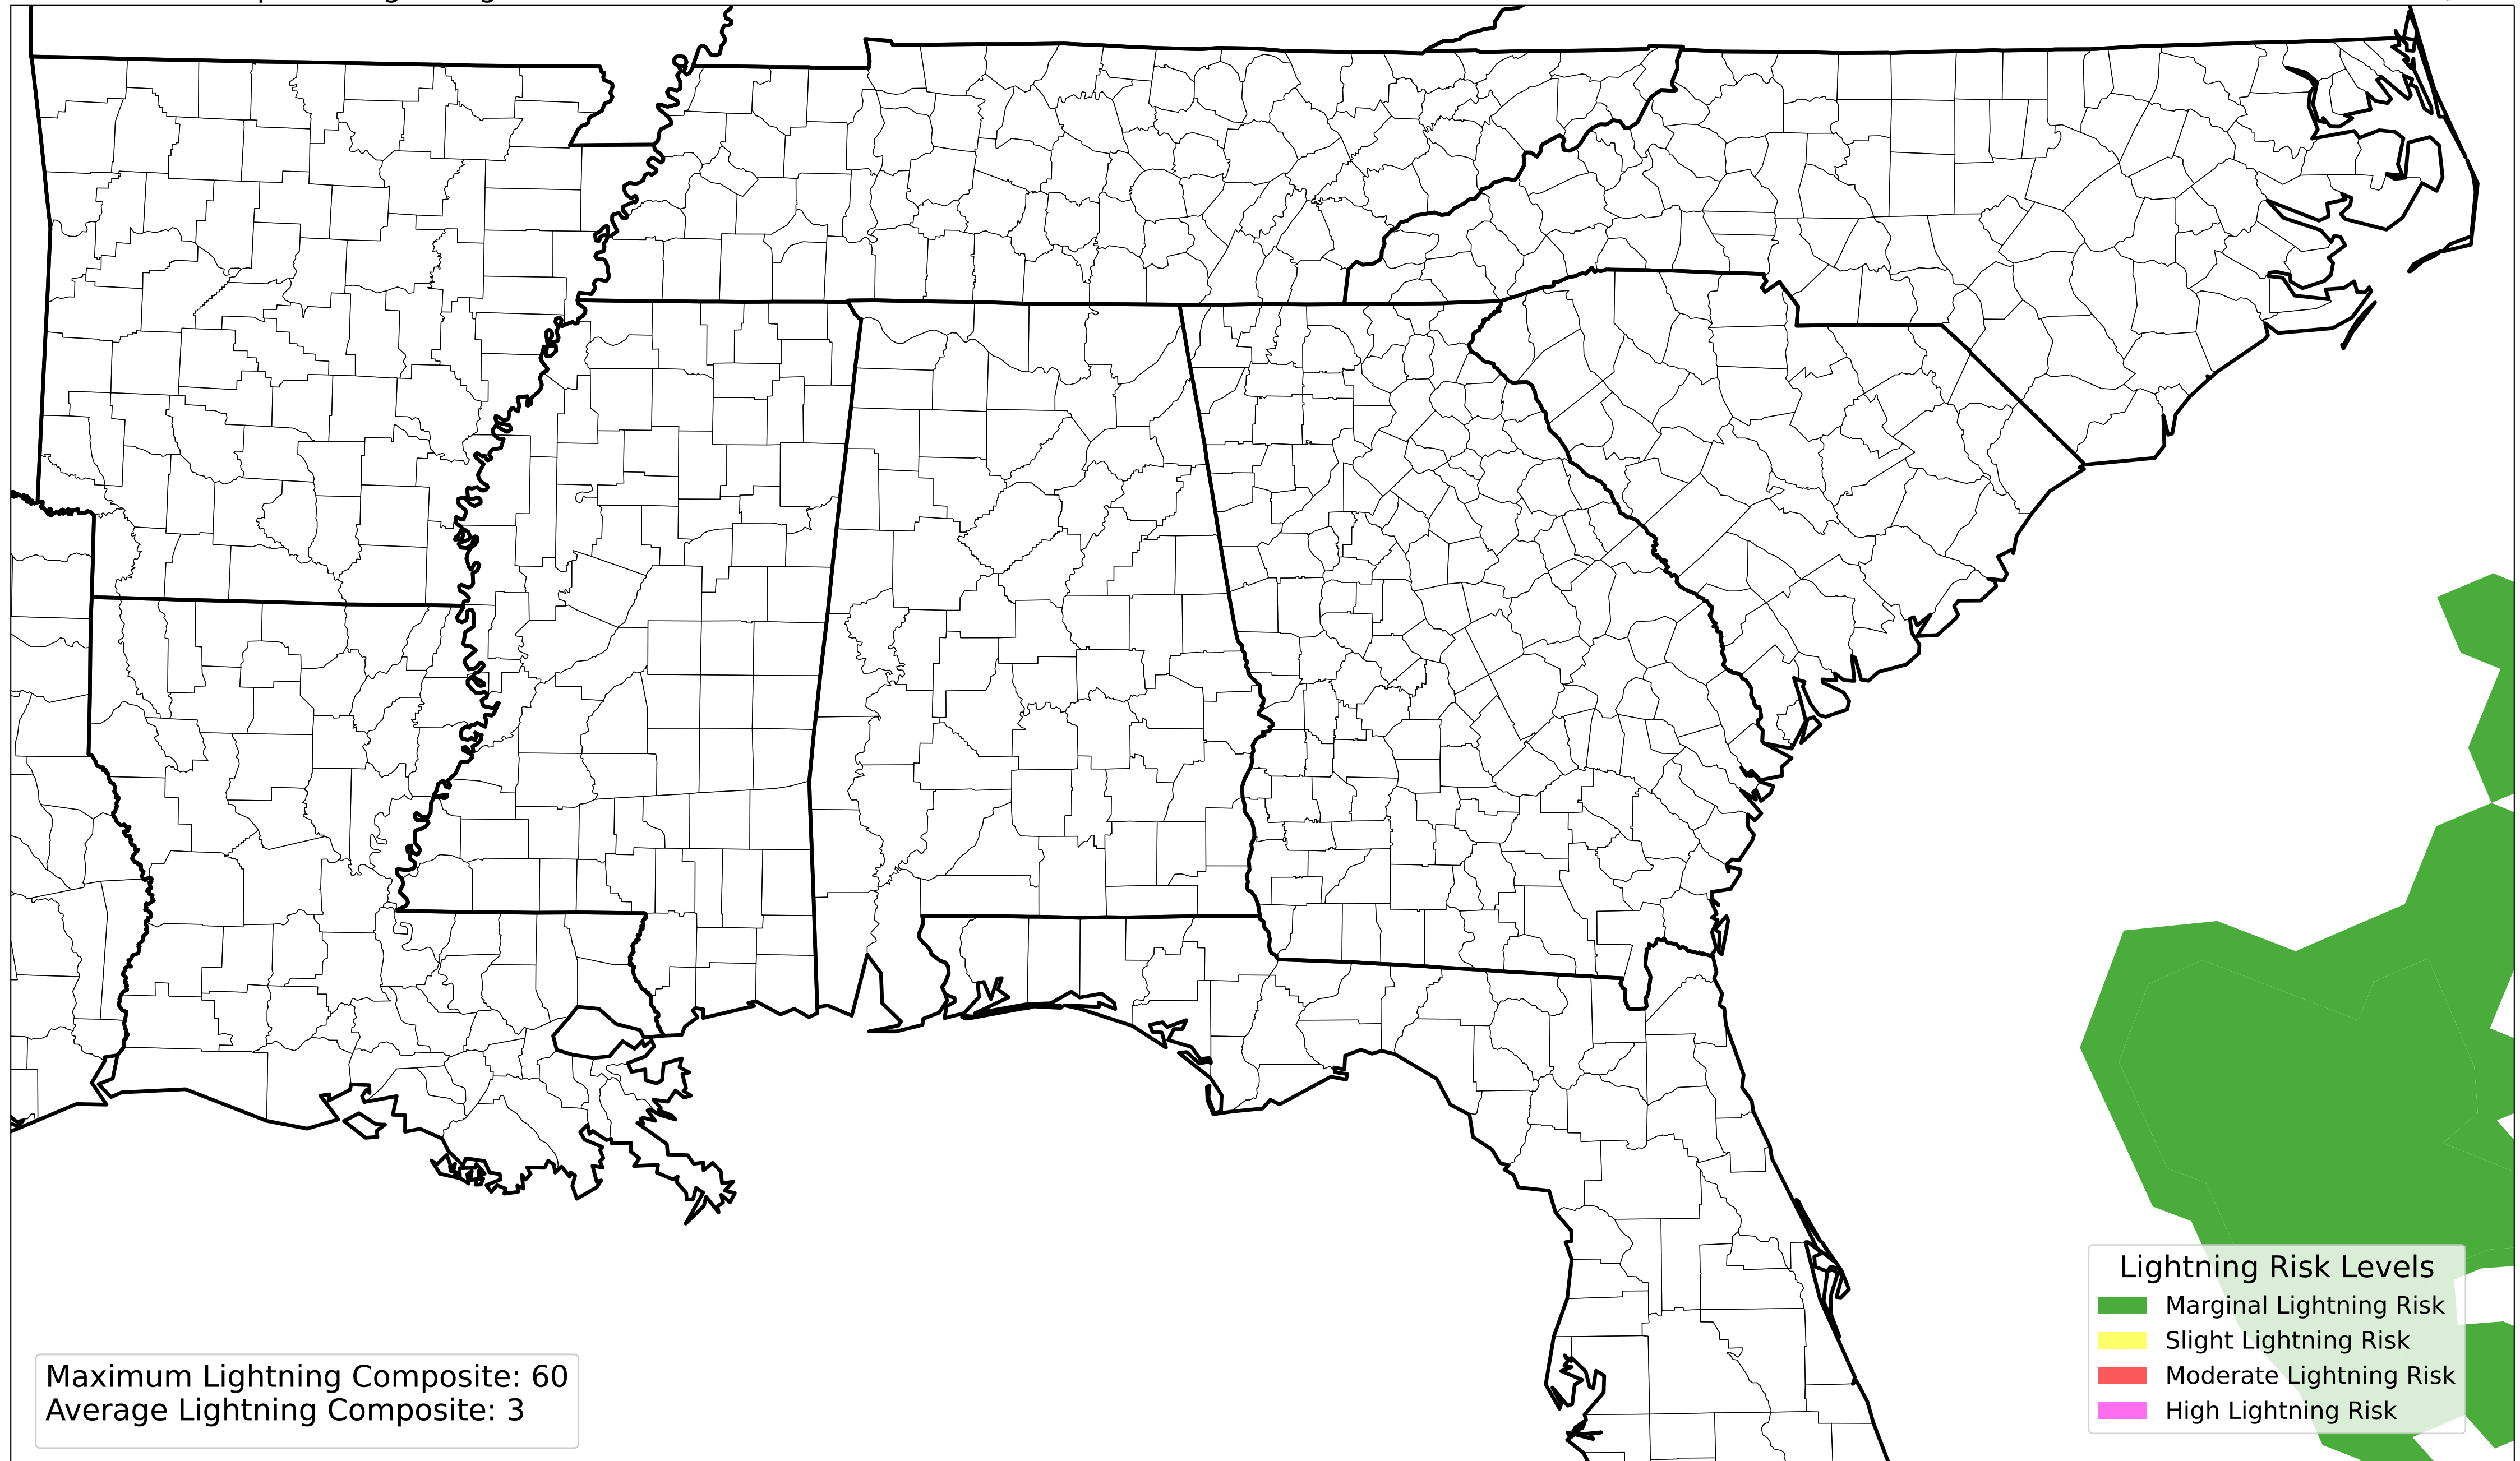 Lightning Risk Levels
Marginal Lightning Risk
Slight Lightning Risk
Moderate Lightning Risk
High Lightning Risk
Maximum Lightning Composite: 60
Average Lightning Composite: 3